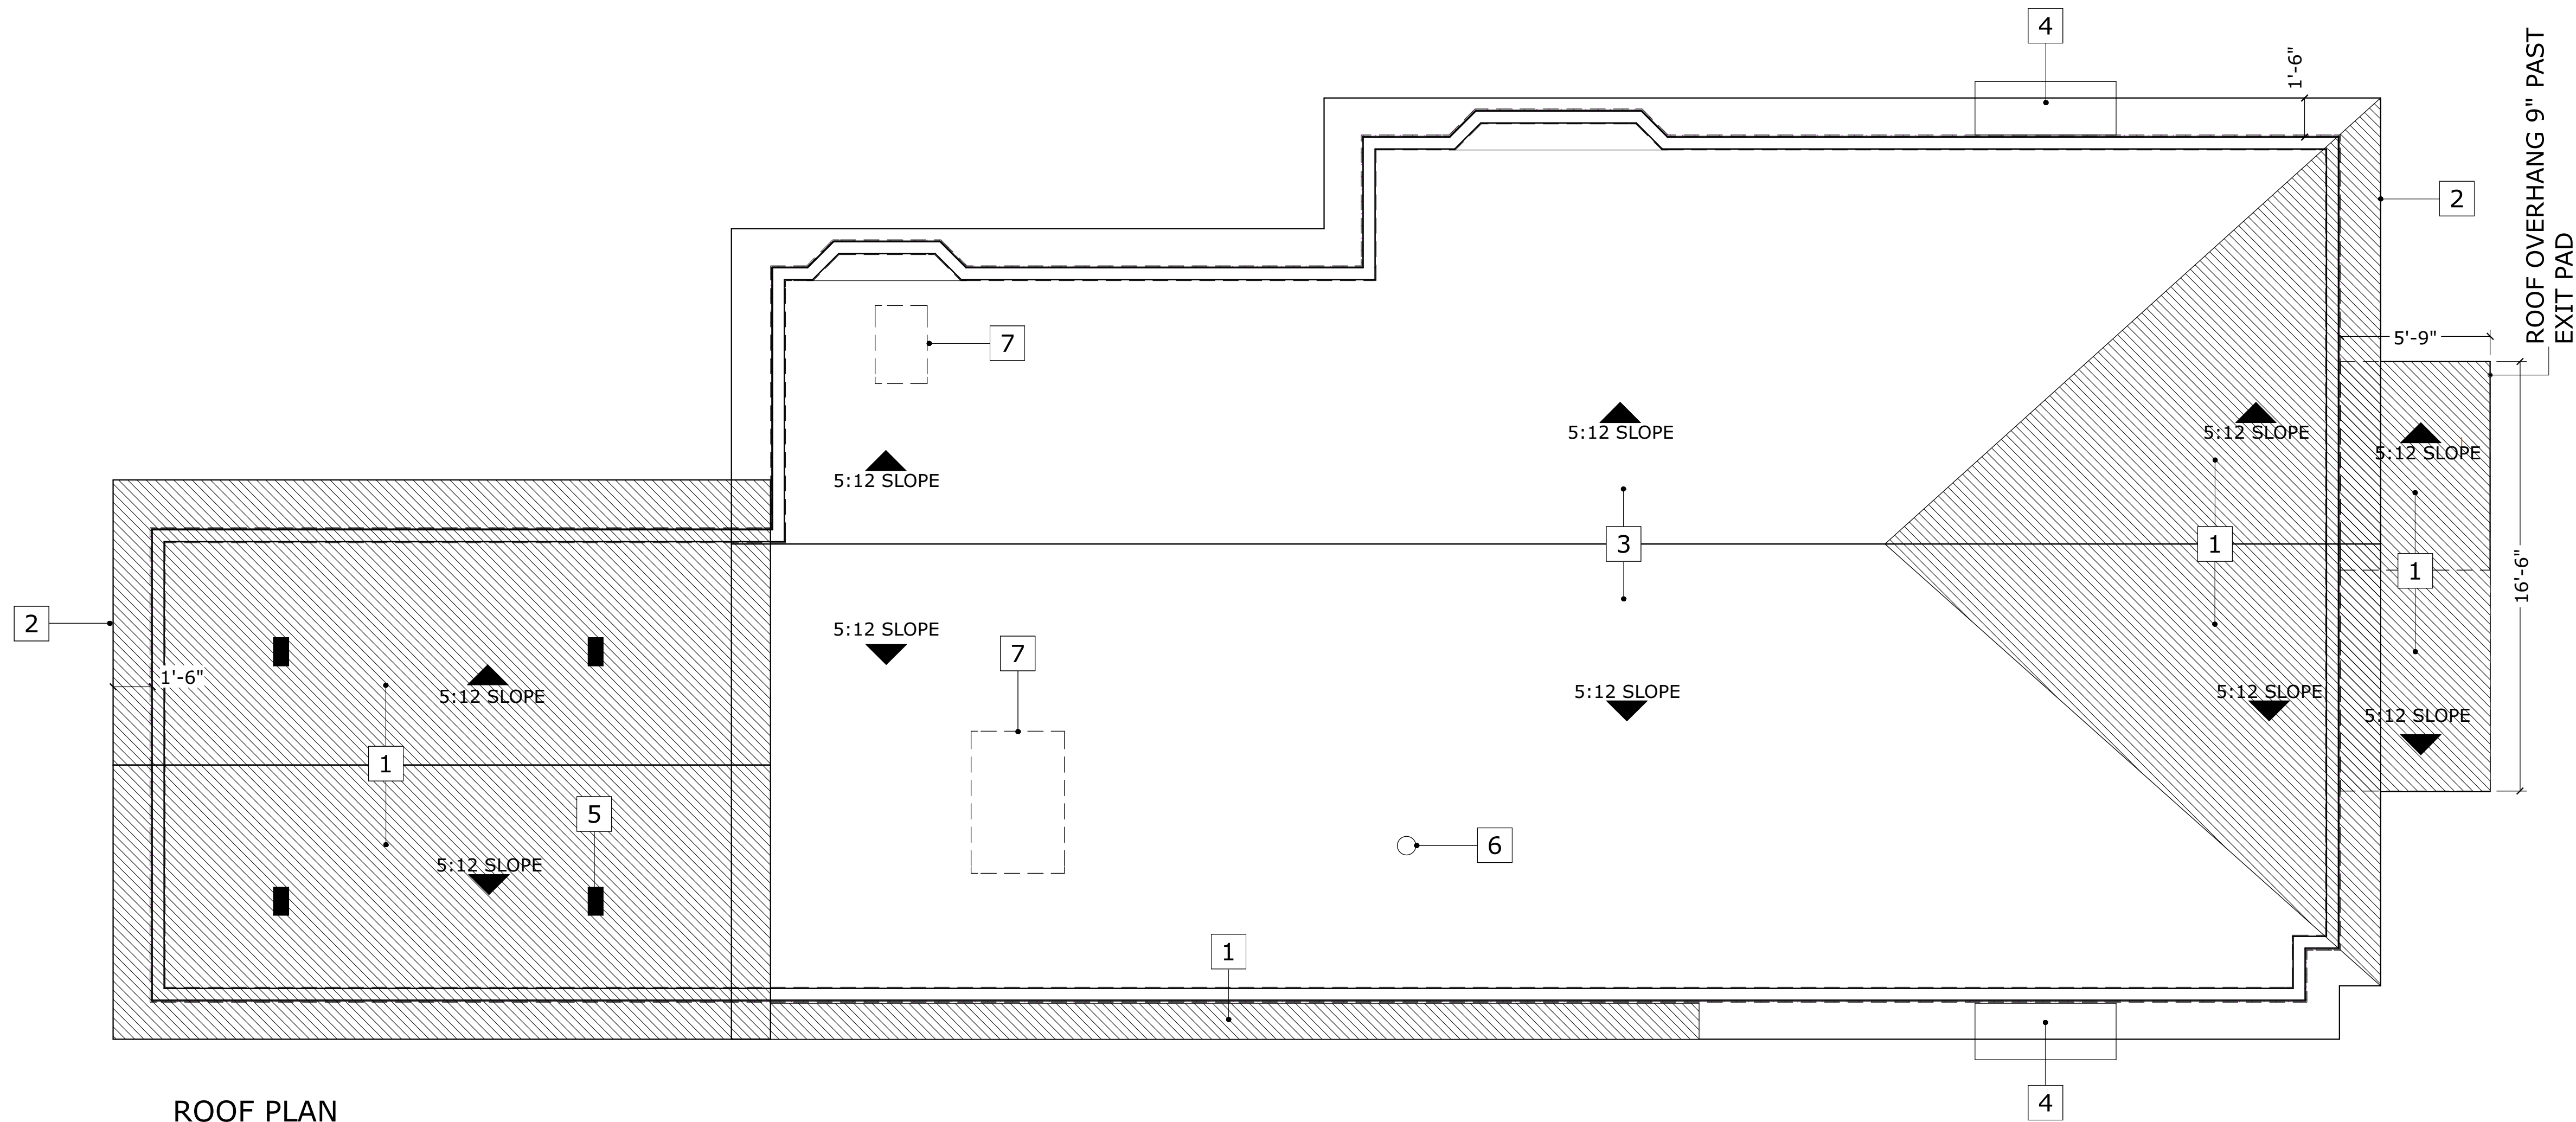 4
1'-6"
ROOF OVERHANG 9" PAST
EXIT PAD
2
7
5'-9"
5:12 SLOPE
5:12 SLOPE
5:12 SLOPE
5:12 SLOPE
3
1
1
16'-6"
2
5:12 SLOPE
7
1'-6"
5:12 SLOPE
5:12 SLOPE
5:12 SLOPE
5:12 SLOPE
1
5
6
5:12 SLOPE
1
4
ROOF PLAN